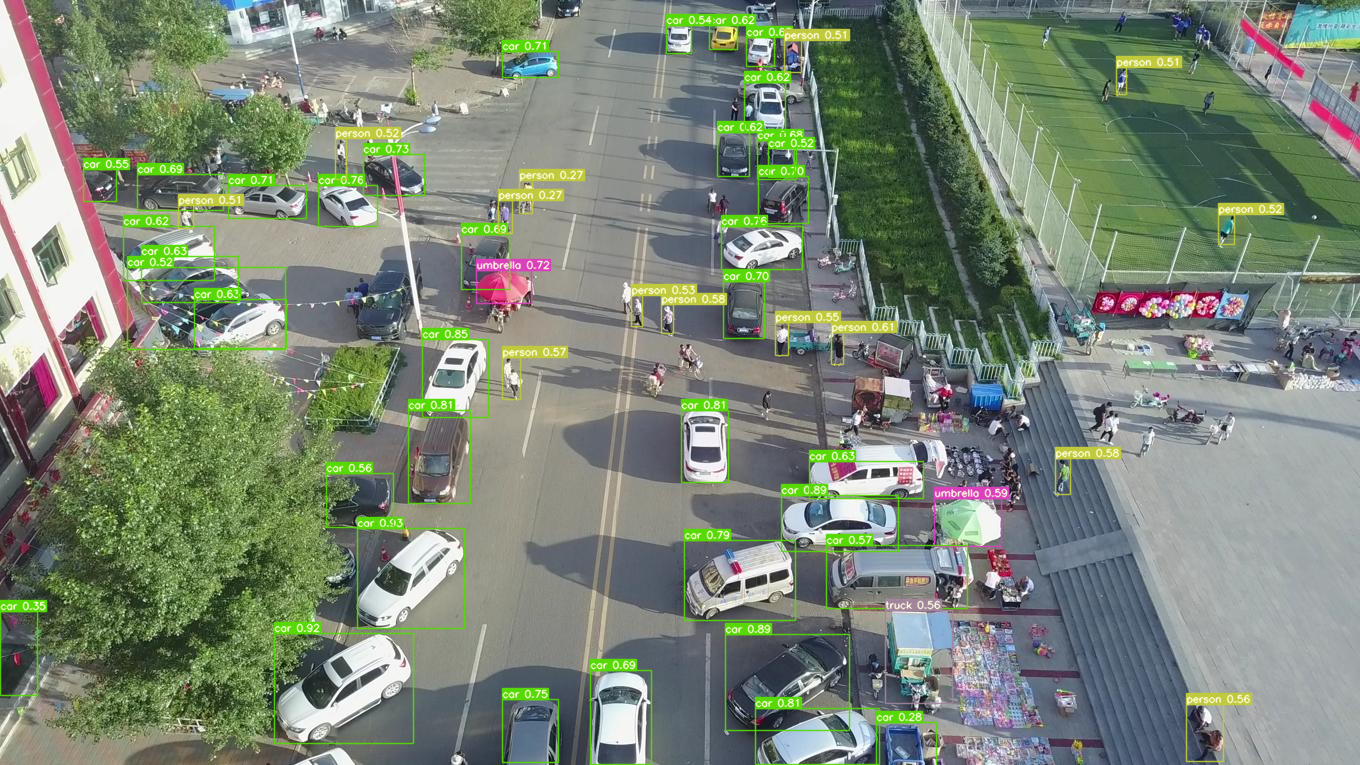 car 0.54
car 0.62
car 0.6
person 0.51
car 0.71
person 0.51
car 0.62
car 0.62
car 0.68
person 0.52
car 0.52
car 0.73
car 0.55
car 0.69
car 0.71
car 0.76
car 0.70
person 0.27
person 0.27
person 0.51
person 0.52
car 0.62
car 0.69
car 0.76
car 0.63
car 0.52
umbrella 0.72
car 0.70
car 0.63
person 0.53
person 0.58
person 0.55
person 0.61
car 0.85
person 0.57
car 0.81
car 0.81
car 0.63
person 0.58
car 0.56
car 0.89
umbrella 0.59
car 0.93
car 0.79
car 0.57
car 0.35
truck 0.56
car 0.92
car 0.89
car 0.69
car 0.75
car 0.81
person 0.56
car 0.28